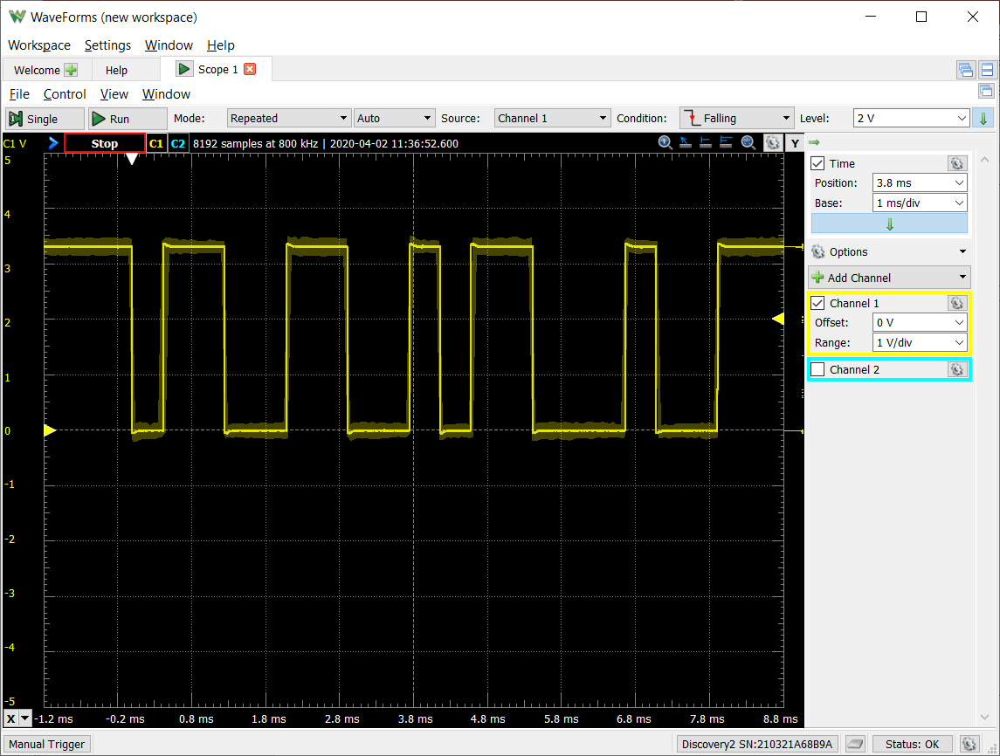 WaveForms (new workspace)
Workspace Settings Window Help
Welcome Help Scope 1
File Control View Window
Single Run Mode: Repeated Auto Source: Channel 1 Condition: Falling Level: 2 V
C1 V Stop C1 C2 8192 samples at 800 kHz | 2020-04-02 11:36:52.600 Y
5
4
3
2
1
0
-1
-2
-3
-4
-5
X -1.2 ms -0.2 ms 0.8 ms 1.8 ms 2.8 ms 3.8 ms 4.8 ms 5.8 ms 6.8 ms 7.8 ms 8.8 ms
Time
Position: 3.8 ms
Base: 1 ms/div
Options
Add Channel
Channel 1
Offset: 0 V
Range: 1 V/div
Channel 2
Manual Trigger Discovery2 SN:210321A68B9A Status: OK